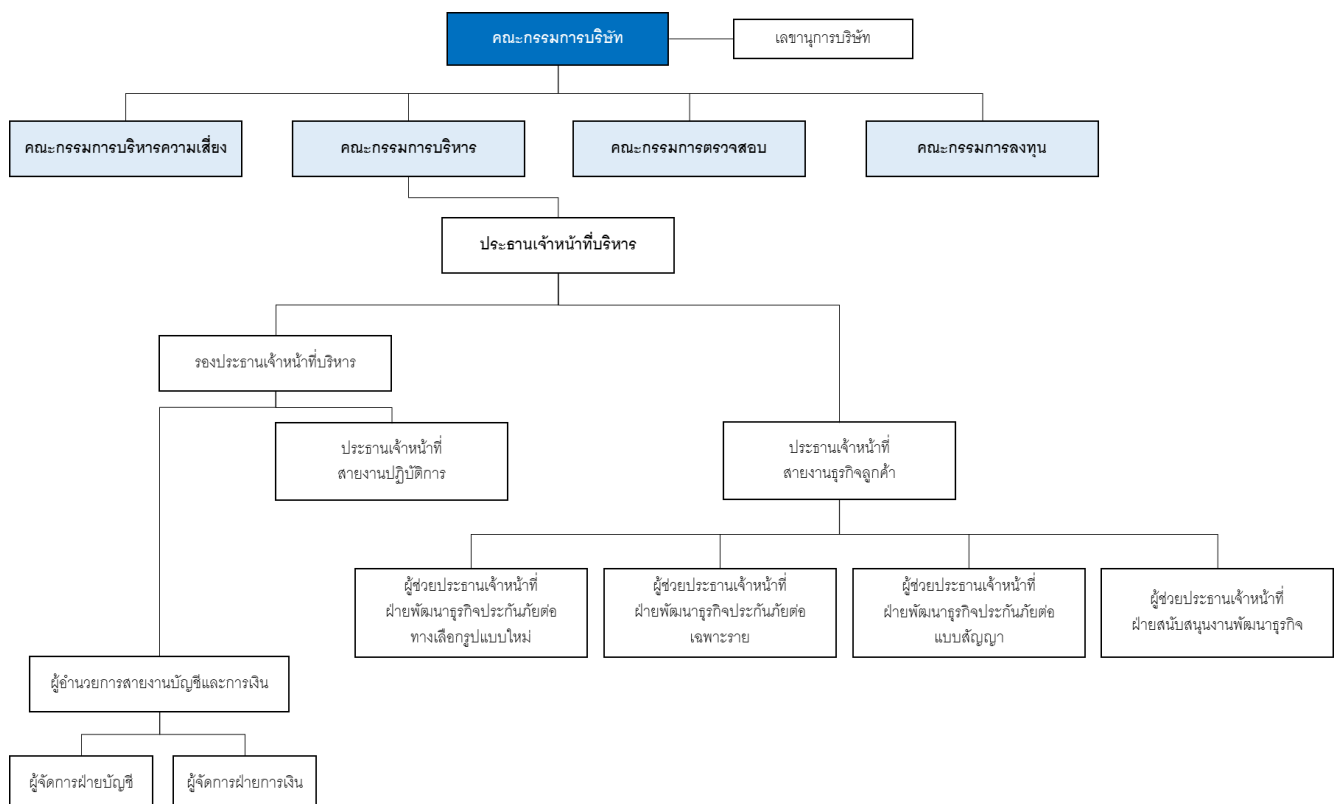 คณะกรรมการบริษัท
เลขานุการบริษัท
คณะกรรมการบริหารความเสี่ยง
คณะกรรมการบริหาร
คณะกรรมการตรวจสอบ
คณะกรรมการลงทุน
ประธานเจ้าหน้าที่บริหาร
รองประธานเจ้าหน้าที่บริหาร
ประธานเจ้าหน้าที่
สายงานปฏิบัติการ
ประธานเจ้าหน้าที่
สายงานธุรกิจลูกค้า
ผู้ช่วยประธานเจ้าหน้าที่
ฝ่ายพัฒนาธุรกิจประกันภัยต่อ
ทางเลือกรูปแบบใหม่
ผู้ช่วยประธานเจ้าหน้าที่
ฝ่ายพัฒนาธุรกิจประกันภัยต่อ
เฉพาะราย
ผู้ช่วยประธานเจ้าหน้าที่
ฝ่ายพัฒนาธุรกิจประกันภัยต่อ
แบบสัญญา
ผู้ช่วยประธานเจ้าหน้าที่
ฝ่ายสนับสนุนงานพัฒนาธุรกิจ
ผู้อำนวยการสายงานบัญชีและการเงิน
ผู้จัดการฝ่ายบัญชี
ผู้จัดการฝ่ายการเงิน